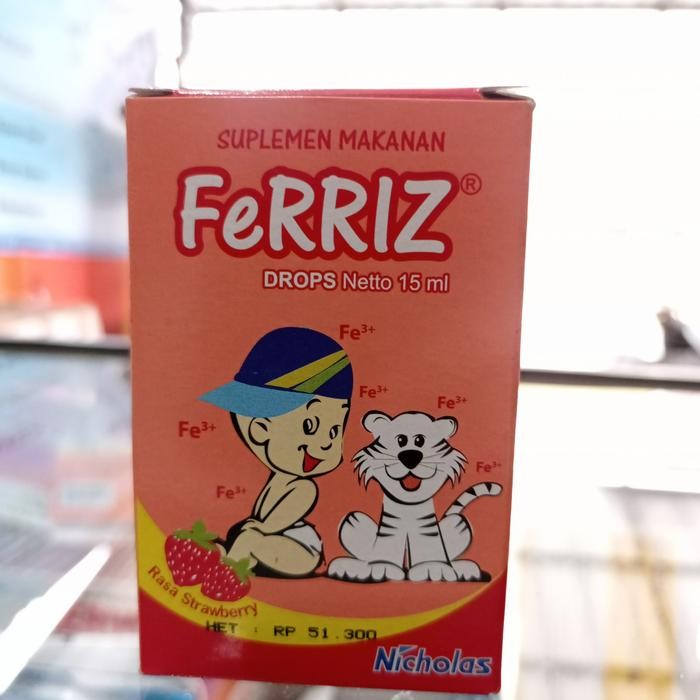 SUPLEMEN MAKANAN
FeRRIZ®
DROPS Netto 15 ml
Fe³⁺
Fe³⁺
Fe³⁺
Fe³⁺
Fe³⁺
Fe³⁺
Rasa Strawberry
HET : RP 51.300
Nicholas